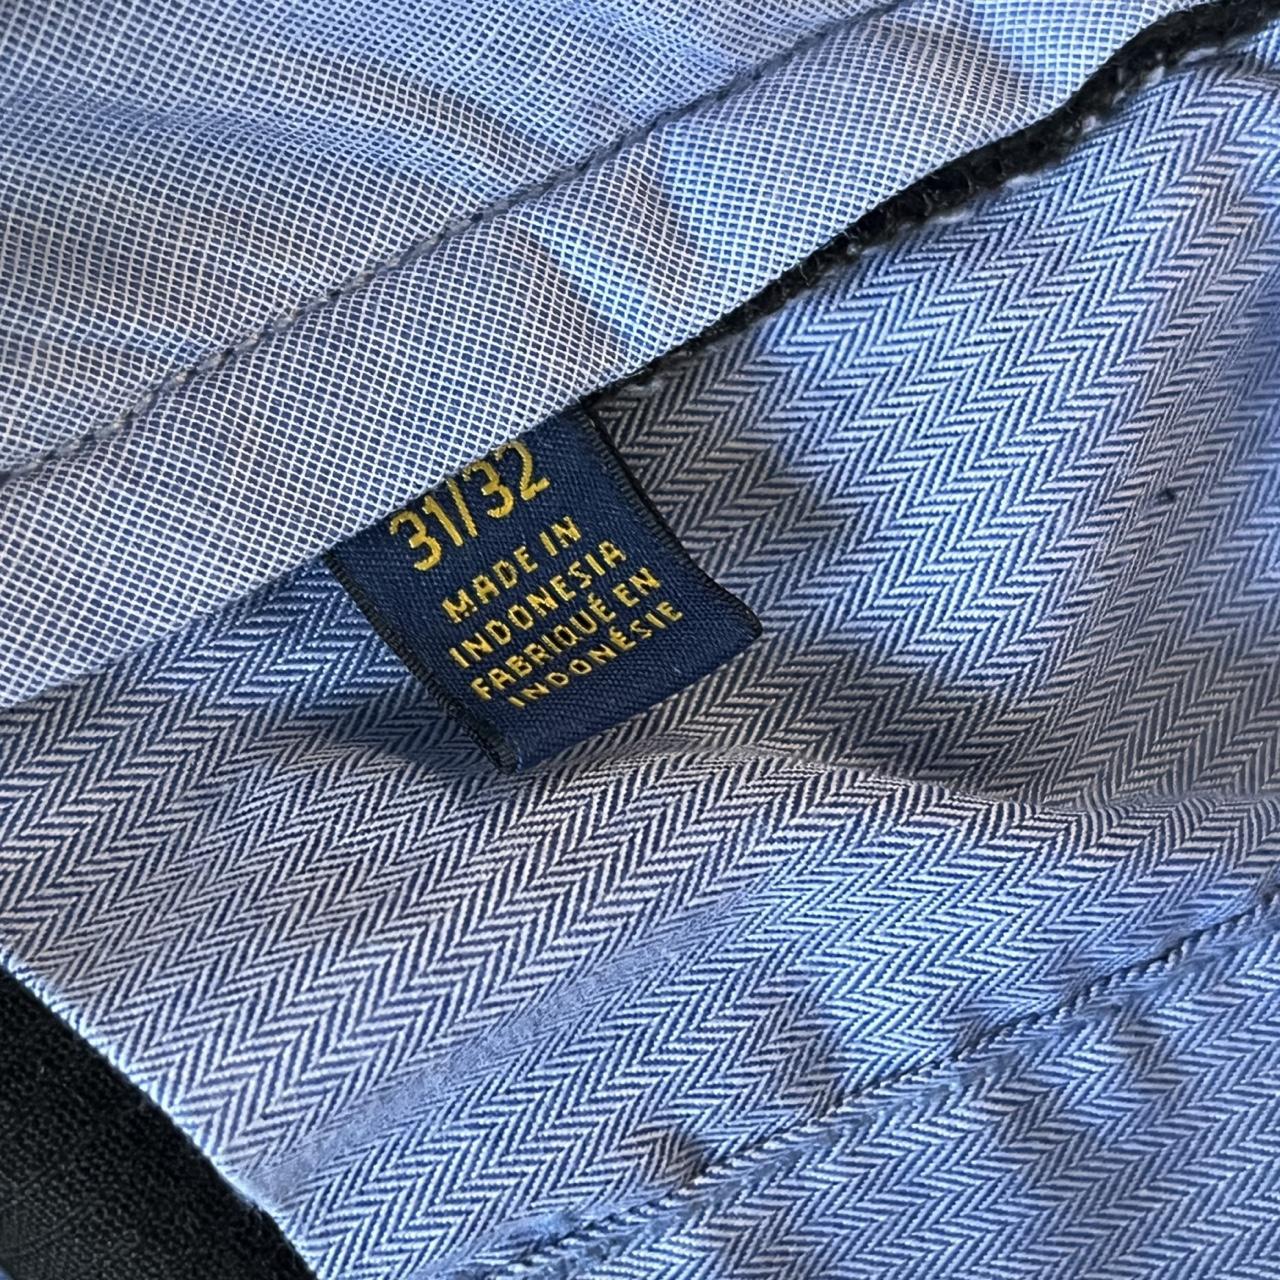 31/32
MADE IN
INDONESIA
FABRIQUÉ EN
INDONÉSIE